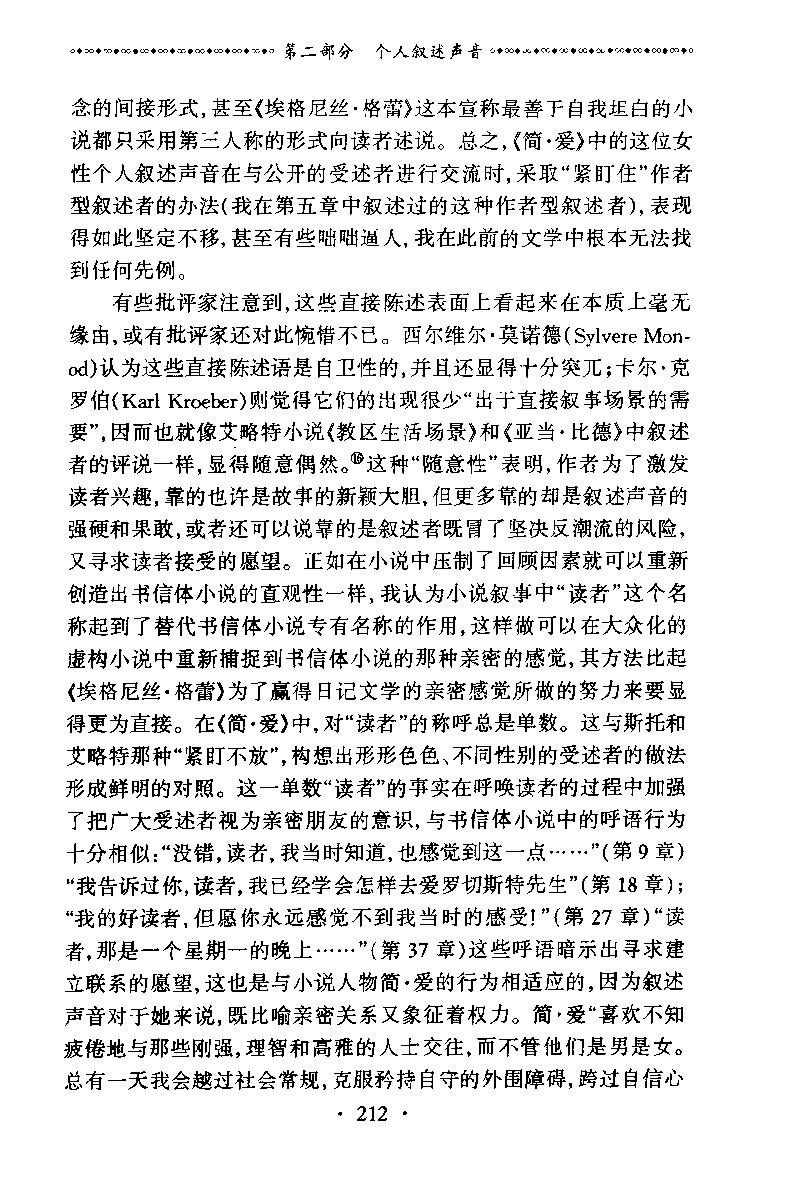 第二部分 个人叙述声音
念的间接形式,甚至《埃格尼丝·格蕾》这本宣称最善于自我坦白的小
说都只采用第三人称的形式向读者述说。总之,《简·爱》中的这位女
性个人叙述声音在与公开的受述者进行交流时,采取“紧盯住”作者
型叙述者的办法(我在第五章中叙述过的这种作者型叙述者),表现
得如此坚定不移,甚至有些咄咄逼人,我在此前的文学中根本无法找
到任何先例。
有些批评家注意到,这些直接陈述表面上看起来在本质上毫无
缘由,或有批评家还对此惋惜不已。西尔维尔·莫诺德(Sylvere Mon-
od)认为这些直接陈述语是自卫性的,并且还显得十分突兀;卡尔·克
罗伯(Karl Kroeber)则觉得它们的出现很少“出于直接叙事场景的需
要”,因而也就像艾略特小说《教区生活场景》和《亚当·比德》中叙述
者的评说一样,显得随意偶然。⑯这种“随意性”表明,作者为了激发
读者兴趣,靠的也许是故事的新颖大胆,但更多靠的却是叙述声音的
强硬和果敢,或者还可以说靠的是叙述者既冒了坚决反潮流的风险,
又寻求读者接受的愿望。正如在小说中压制了回顾因素就可以重新
创造出书信体小说的直观性一样,我认为小说叙事中“读者”这个名
称起到了替代书信体小说专有名称的作用,这样做可以在大众化的
虚构小说中重新捕捉到书信体小说的那种亲密的感觉,其方法比起
《埃格尼丝·格蕾》为了赢得日记文学的亲密感觉所做的努力来要显
得更为直接。在《简·爱》中,对“读者”的称呼总是单数。这与斯托和
艾略特那种“紧盯不放”,构想出形形色色、不同性别的受述者的做法
形成鲜明的对照。这一单数“读者”的事实在呼唤读者的过程中加强
了把广大受述者视为亲密朋友的意识,与书信体小说中的呼语行为
十分相似:“没错,读者,我当时知道,也感觉到这一点……”(第9章)
“我告诉过你,读者,我已经学会怎样去爱罗切斯特先生”(第18章);
“我的好读者,但愿你永远感觉不到我当时的感受!”(第27章)“读
者,那是一个星期一的晚上……”(第37章)这些呼语暗示出寻求建
立联系的愿望,这也是与小说人物简·爱的行为相适应的,因为叙述
声音对于她来说,既比喻亲密关系又象征着权力。简·爱“喜欢不知
疲倦地与那些刚强,理智和高雅的人士交往,而不管他们是男是女。
总有一天我会越过社会常规,克服矜持自守的外围障碍,跨过自信心
· 212 ·